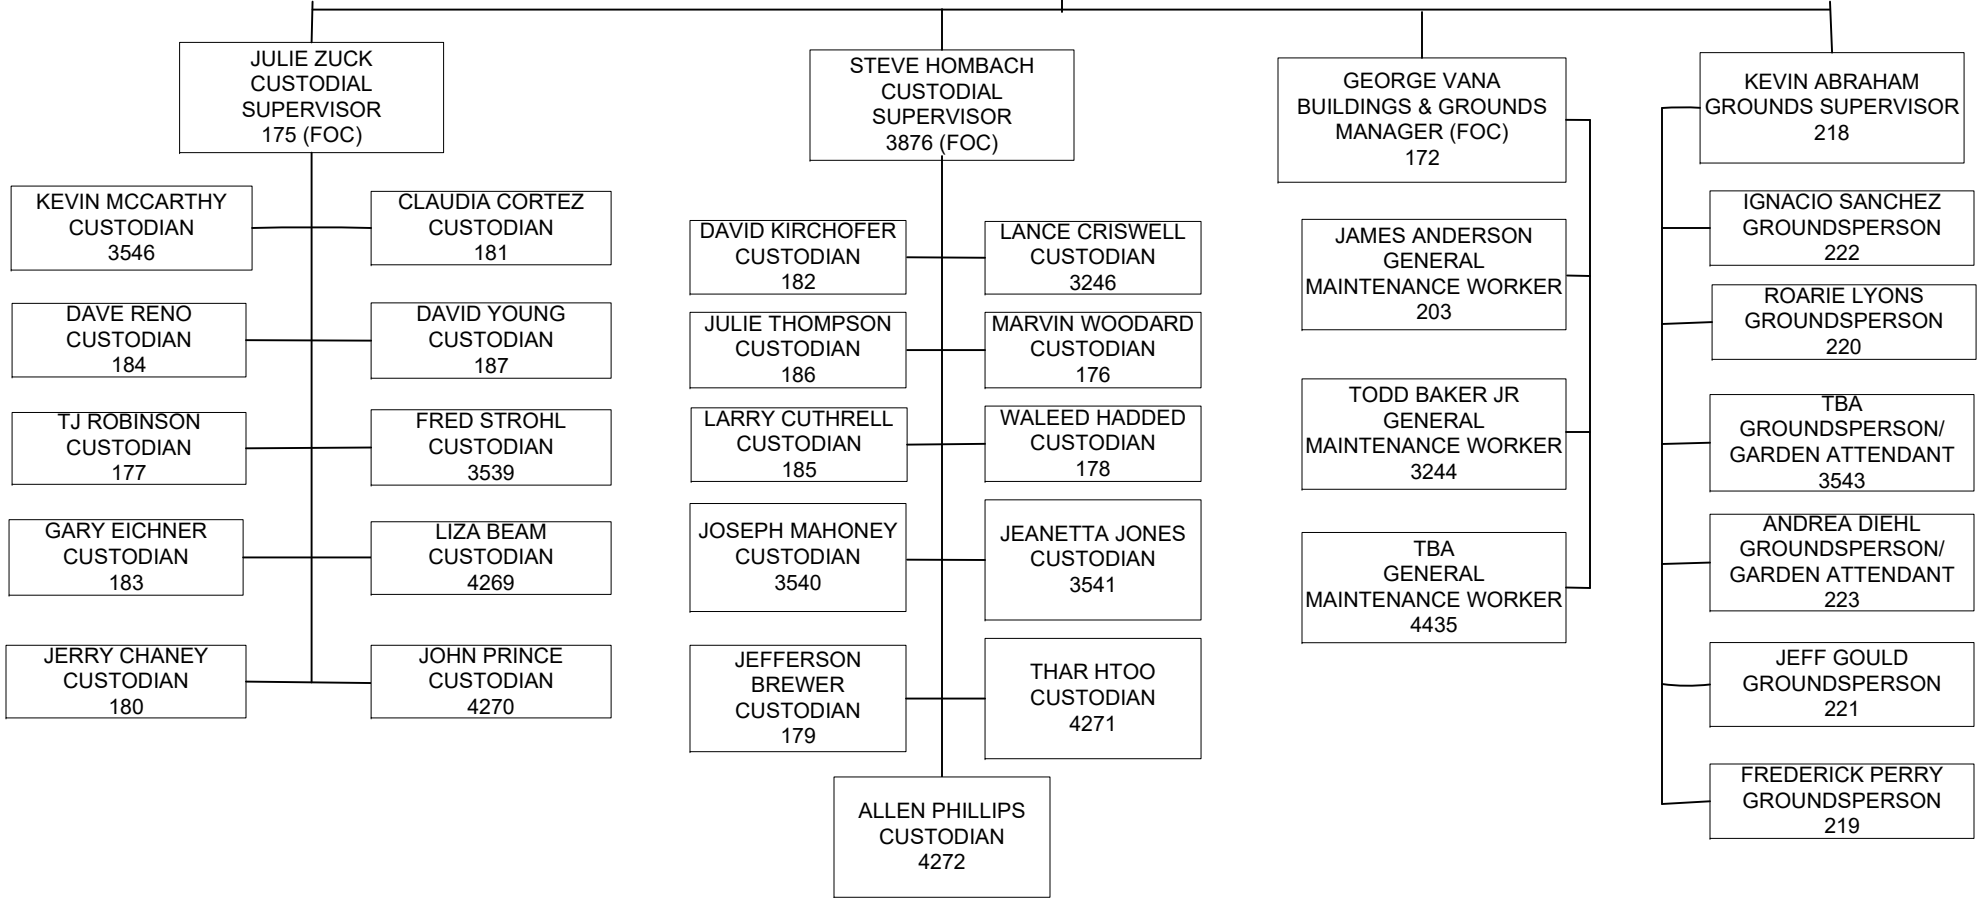 JULIE ZUCK
CUSTODIAL
SUPERVISOR
175 (FOC)
KEVIN MCCARTHY
CUSTODIAN
3546
CLAUDIA CORTEZ
CUSTODIAN
181
DAVE RENO
CUSTODIAN
184
DAVID YOUNG
CUSTODIAN
187
TJ ROBINSON
CUSTODIAN
177
FRED STROHL
CUSTODIAN
3539
GARY EICHNER
CUSTODIAN
183
LIZA BEAM
CUSTODIAN
4269
JERRY CHANEY
CUSTODIAN
180
JOHN PRINCE
CUSTODIAN
4270
STEVE HOMBACH
CUSTODIAL
SUPERVISOR
3876 (FOC)
DAVID KIRCHOFER
CUSTODIAN
182
LANCE CRISWELL
CUSTODIAN
3246
JULIE THOMPSON
CUSTODIAN
186
MARVIN WOODARD
CUSTODIAN
176
LARRY CUTHRELL
CUSTODIAN
185
WALEED HADDED
CUSTODIAN
178
JOSEPH MAHONEY
CUSTODIAN
3540
JEANETTA JONES
CUSTODIAN
3541
JEFFERSON
BREWER
CUSTODIAN
179
THAR HTOO
CUSTODIAN
4271
ALLEN PHILLIPS
CUSTODIAN
4272
GEORGE VANA
BUILDINGS & GROUNDS
MANAGER (FOC)
172
JAMES ANDERSON
GENERAL
MAINTENANCE WORKER
203
TODD BAKER JR
GENERAL
MAINTENANCE WORKER
3244
TBA
GENERAL
MAINTENANCE WORKER
4435
KEVIN ABRAHAM
GROUNDS SUPERVISOR
218
IGNACIO SANCHEZ
GROUNDSPERSON
222
ROARIE LYONS
GROUNDSPERSON
220
TBA
GROUNDSPERSON/
GARDEN ATTENDANT
3543
ANDREA DIEHL
GROUNDSPERSON/
GARDEN ATTENDANT
223
JEFF GOULD
GROUNDSPERSON
221
FREDERICK PERRY
GROUNDSPERSON
219